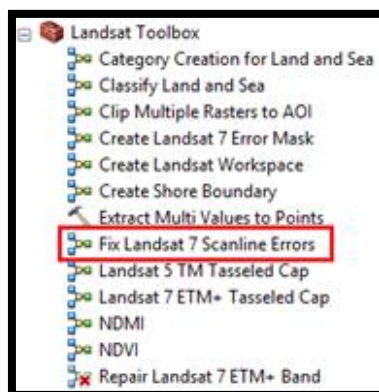 Landsat Toolbox
Category Creation for Land and Sea
Classify Land and Sea
Clip Multiple Rasters to AOI
Create Landsat 7 Error Mask
Create Landsat Workspace
Create Shore Boundary
Extract Multi Values to Points
Fix Landsat 7 Scanline Errors
Landsat 5 TM Tasseled Cap
Landsat 7 ETM+ Tasseled Cap
NDMI
NDVI
Repair Landsat 7 ETM+ Band